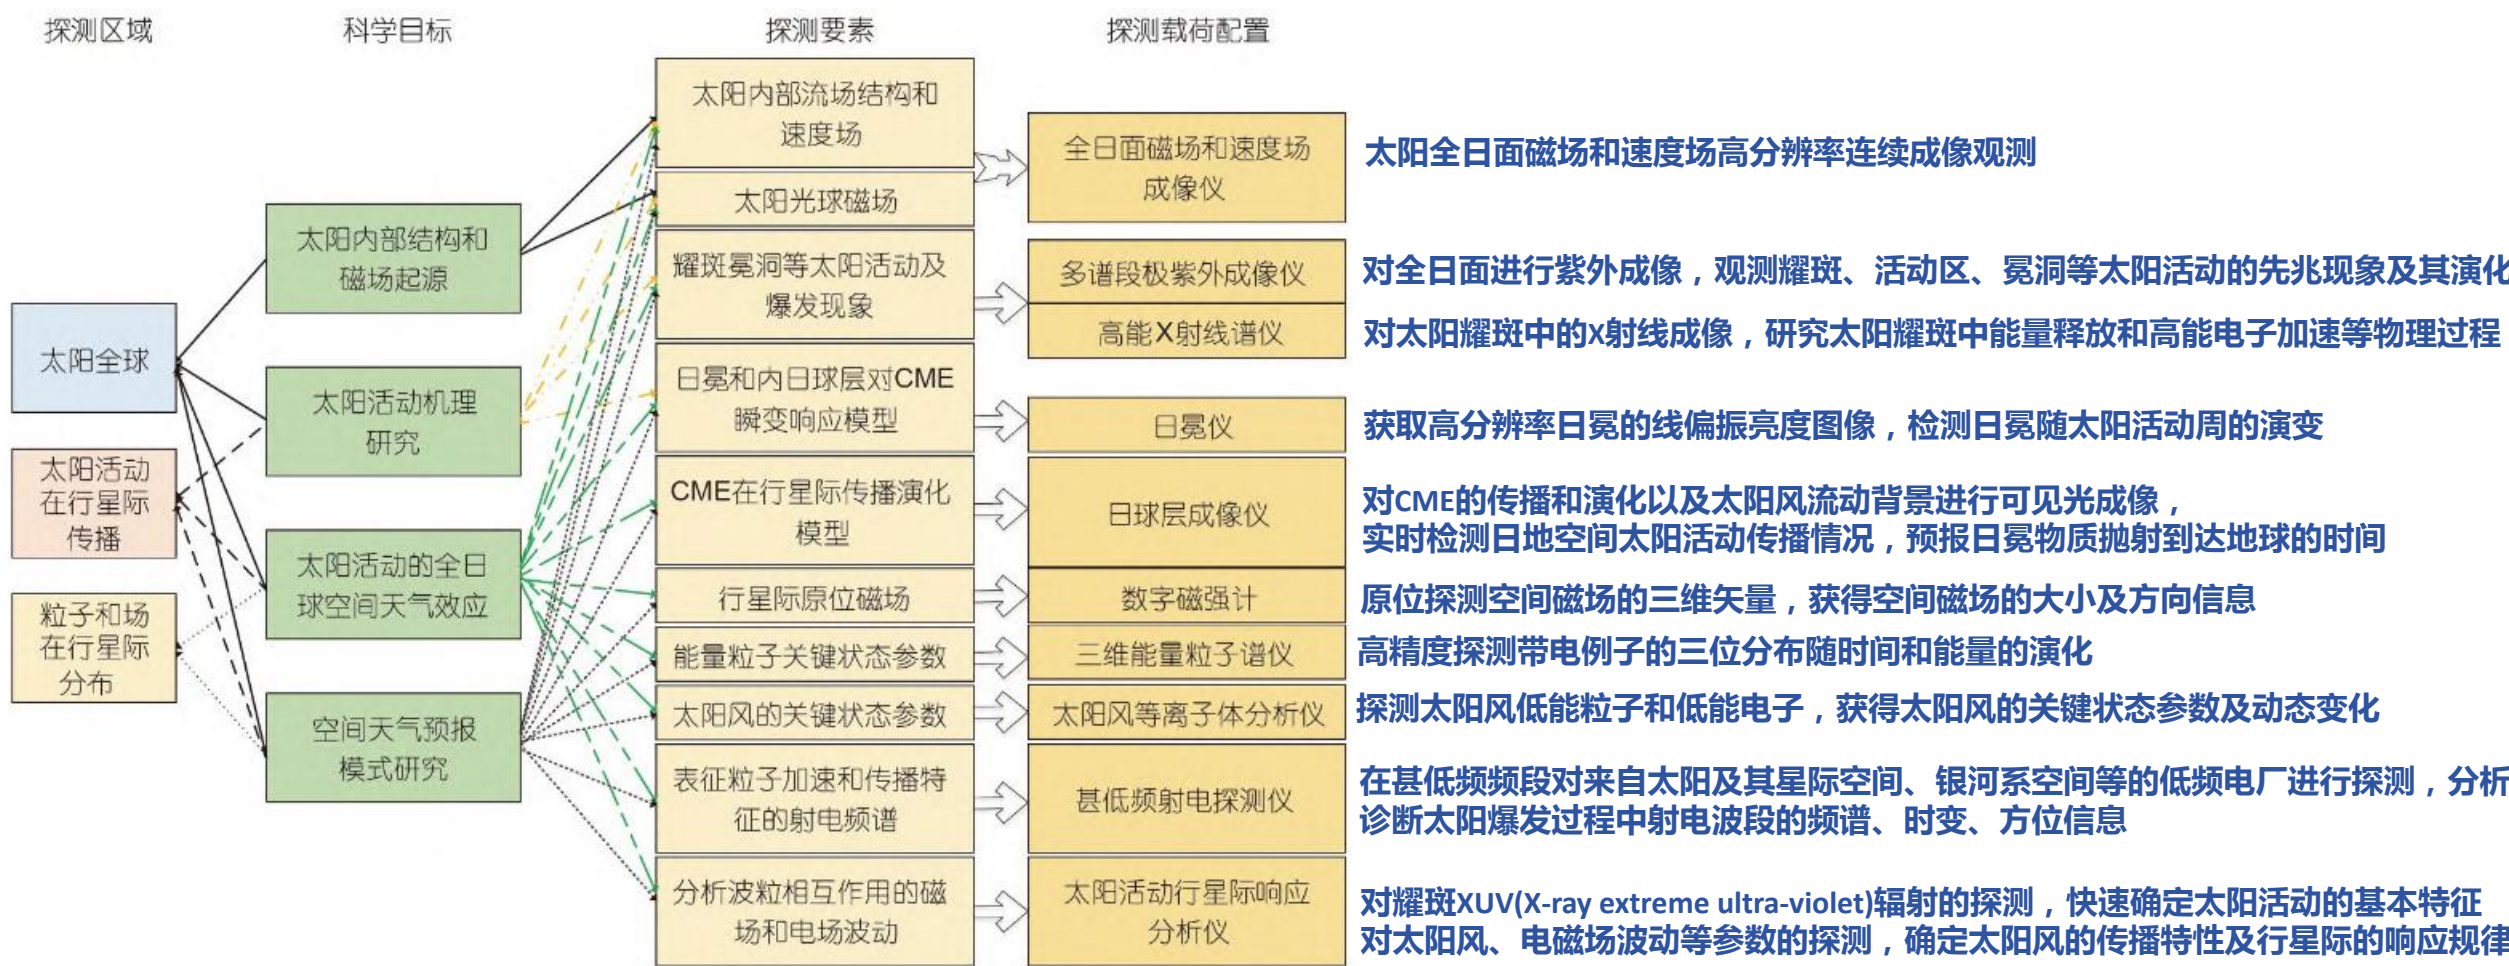 探测区域
科学目标
探测要素
探测载荷配置
太阳全球
太阳活动
在行星际
传播
粒子和场
在行星际
分布
太阳内部结构和
磁场起源
太阳活动机理
研究
太阳活动的全日
球空间天气效应
空间天气预报
模式研究
太阳内部流场结构和
速度场
太阳光球磁场
耀斑冕洞等太阳活动及
爆发现象
日冕和内日球层对CME
瞬变响应模型
CME在行星际传播演化
模型
行星际原位磁场
能量粒子关键状态参数
太阳风的关键状态参数
表征粒子加速和传播特
征的射电频谱
分析波粒相互作用的磁
场和电场波动
全日面磁场和速度场
成像仪
多谱段极紫外成像仪
高能X射线谱仪
日冕仪
日球层成像仪
数字磁强计
三维能量粒子谱仪
太阳风等离子体分析仪
甚低频射电探测仪
太阳活动行星际响应
分析仪
太阳全日面磁场和速度场高分辨率连续成像观测
对全日面进行紫外成像，观测耀斑、活动区、冕洞等太阳活动的先兆现象及其演化
对太阳耀斑中的X射线成像，研究太阳耀斑中能量释放和高能电子加速等物理过程
获取高分辨率日冕的线偏振亮度图像，检测日冕随太阳活动周的演变
对CME的传播和演化以及太阳风流动背景进行可见光成像，
实时检测日地空间太阳活动传播情况，预报日冕物质抛射到达地球的时间
原位探测空间磁场的三维矢量，获得空间磁场的大小及方向信息
高精度探测带电例子的三位分布随时间和能量的演化
探测太阳风低能粒子和低能电子，获得太阳风的关键状态参数及动态变化
在甚低频频段对来自太阳及其星际空间、银河系空间等的低频电厂进行探测，分析
诊断太阳爆发过程中射电波段的频谱、时变、方位信息
对耀斑XUV(X-ray extreme ultra-violet)辐射的探测，快速确定太阳活动的基本特征
对太阳风、电磁场波动等参数的探测，确定太阳风的传播特性及行星际的响应规律